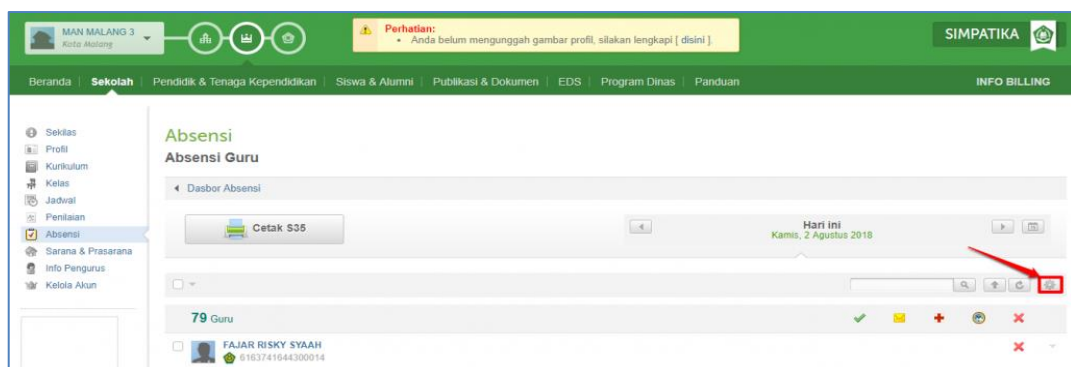 MAN MALANG 3
Kota Malang
Perhatian:
• Anda belum mengunggah gambar profil, silakan lengkapi [ disini ].
SIMPATIKA
Beranda | Sekolah | Pendidik & Tenaga Kependidikan | Siswa & Alumni | Publikasi & Dokumen | EDS | Program Dinas | Panduan
INFO BILLING
Sekilas
Profil
Kurikulum
Kelas
Jadwal
Penilaian
Absensi
Sarana & Prasarana
Info Pengurus
Kelola Akun
Absensi
Absensi Guru
Dasbor Absensi
Cetak S35
Hari ini
Kamis, 2 Agustus 2018
79 Guru
FAJAR RISKY SYAAH
6163741644300014